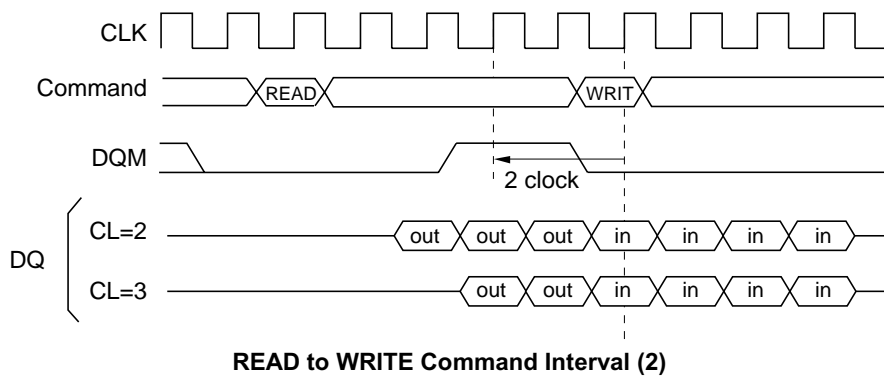 CLK
Command READ WRIT
DQM
2 clock
DQ
CL=2 out out out in in in in
CL=3 out out in in in in
READ to WRITE Command Interval (2)